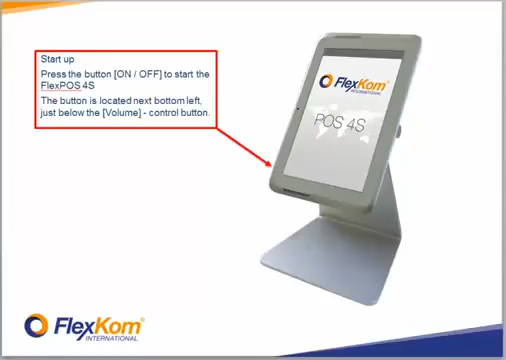 Start up
Press the button [ON / OFF] to start the
FlexPOS 4S
The button is located next bottom left,
just below the [Volume] - control button.
FlexKom
INTERNATIONAL
POS 4S
FlexKom
INTERNATIONAL